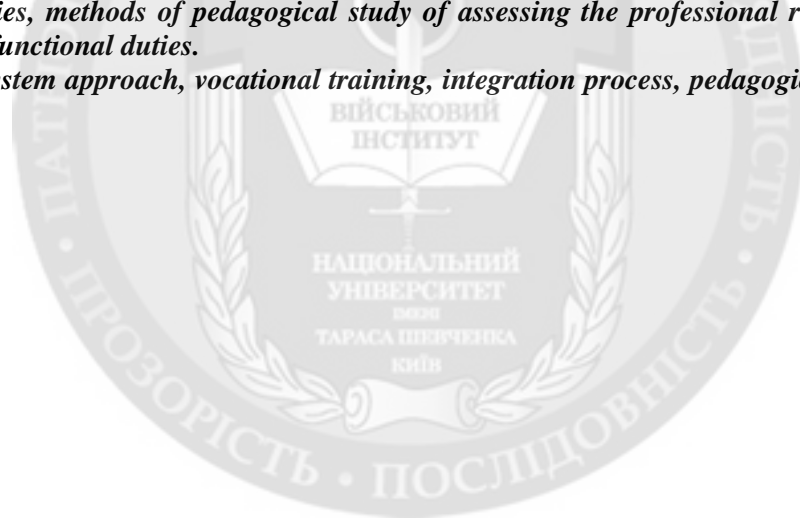 ies, methods of pedagogical study of assessing the professional r
functional duties.
stem approach, vocational training, integration process, pedagogic
ВІЙСЬКОВИЙ
ІНСТИТУТ
НАЦІОНАЛЬНИЙ
УНІВЕРСИТЕТ
ІМЕНІ
ТАРАСА ШЕВЧЕНКА
КИЇВ
ПРОЗОРІСТЬ • ПОСЛІДОВНІСТЬ •